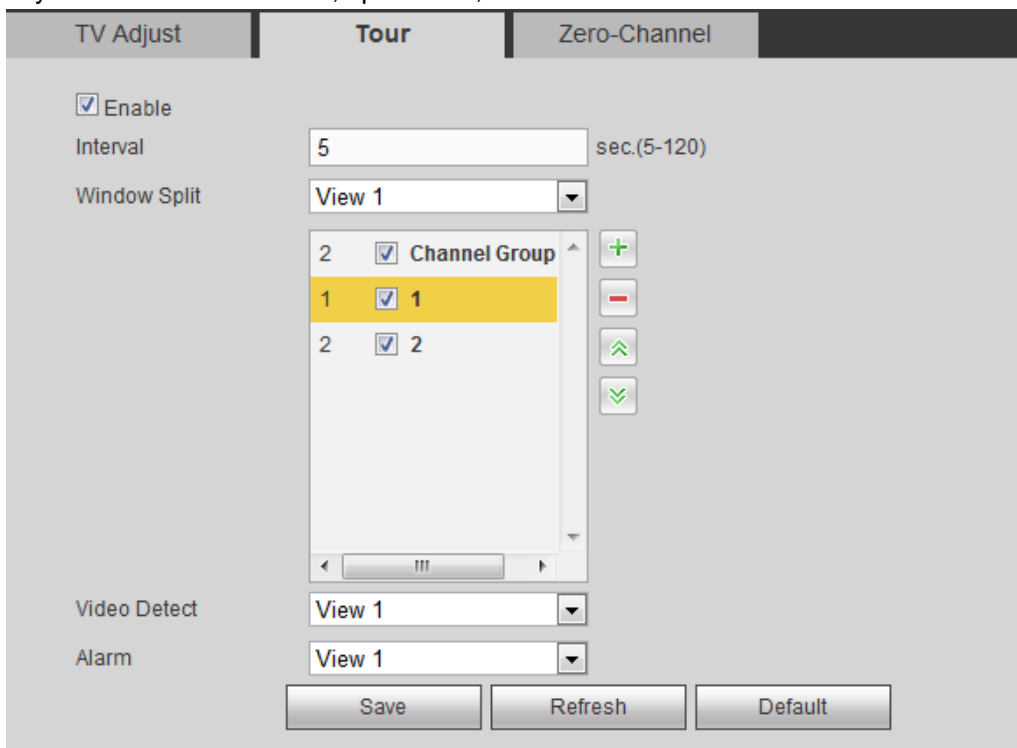 TV Adjust Tour Zero-Channel
Enable
Interval 5 sec.(5-120)
Window Split View 1
2 Channel Group
1 1
2 2
Video Detect View 1
Alarm View 1
Save Refresh Default